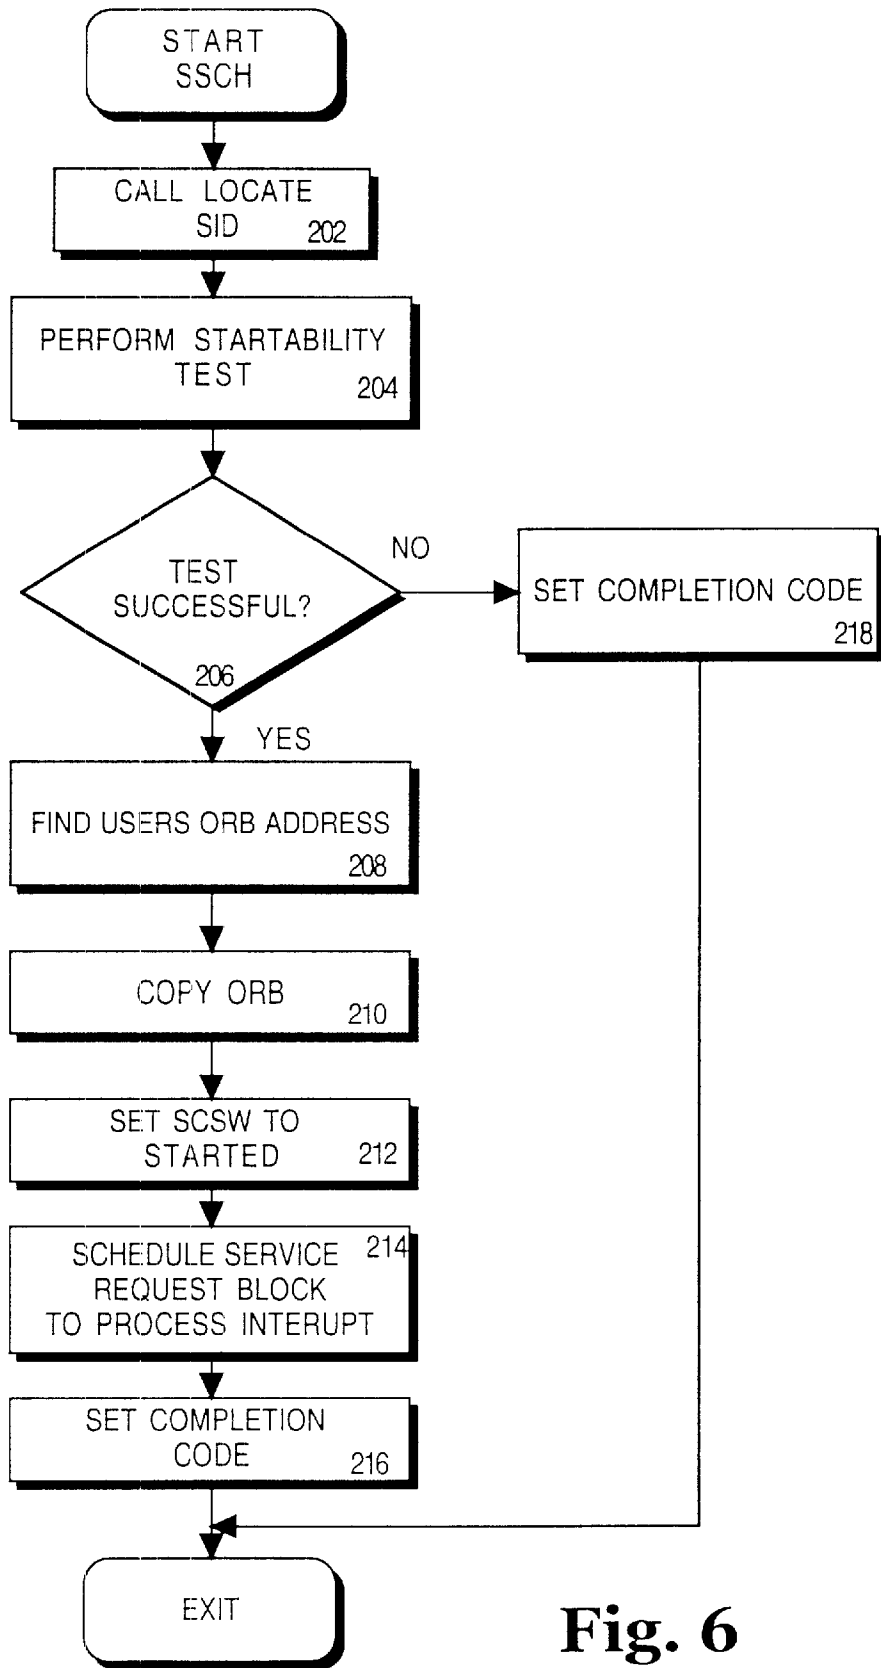 START
SSCH
CALL LOCATE
SID
202
PERFORM STARTABILITY
TEST
204
TEST
SUCCESSFUL?
206
NO
SET COMPLETION CODE
218
YES
FIND USERS ORB ADDRESS
208
COPY ORB
210
SET SCSW TO
STARTED
212
SCHEDULE SERVICE
214
REQUEST BLOCK
TO PROCESS INTERUPT
SET COMPLETION
CODE
216
EXIT
Fig. 6